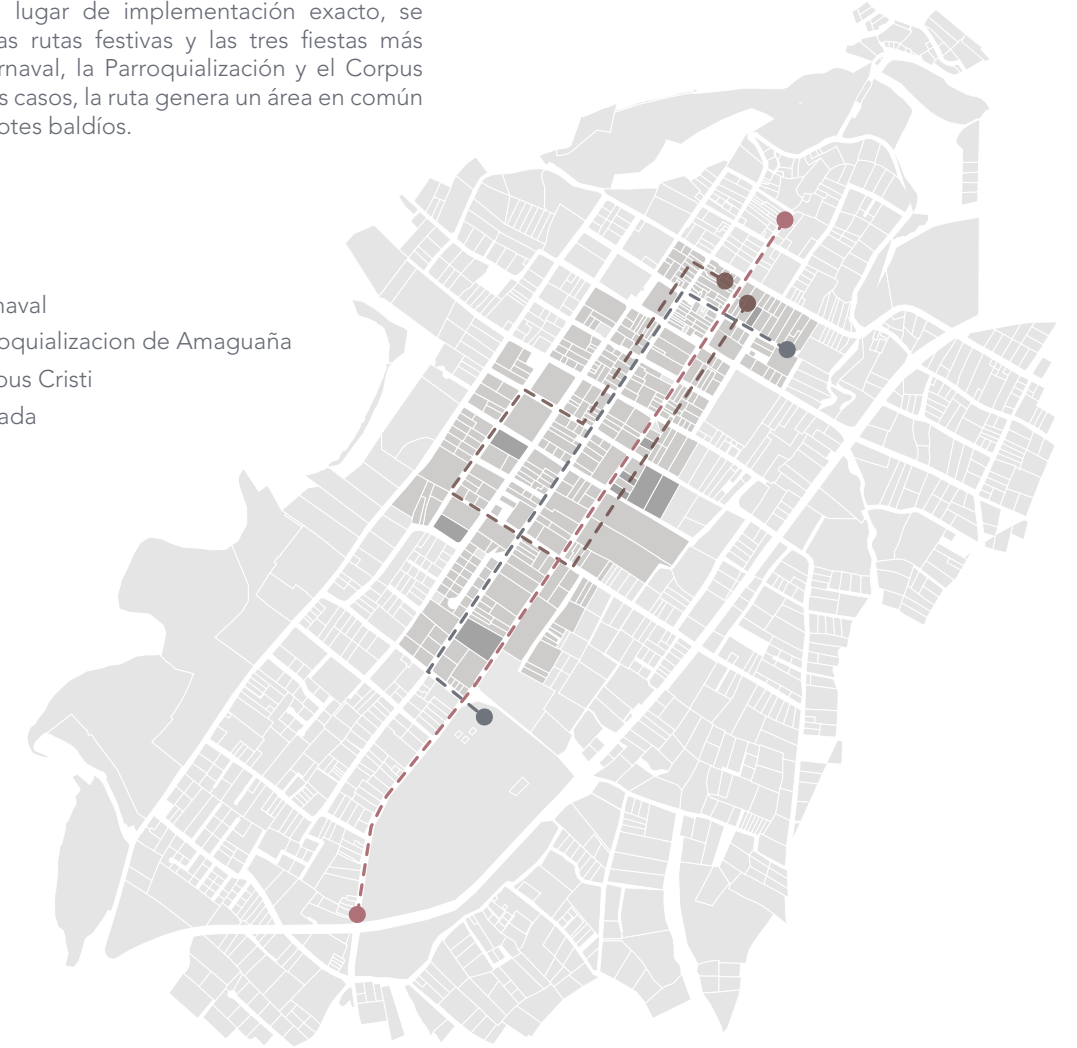 lugar de implementación exacto, se
as rutas festivas y las tres fiestas más
rnaval, la Parroquialización y el Corpus
s casos, la ruta genera un área en común
otes baldíos.
naval
oquializacion de Amaguaña
ous Cristi
ada